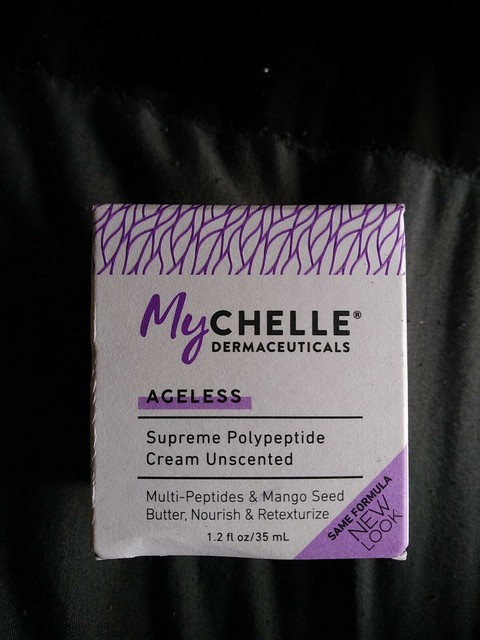 MyCHELLE®
DERMACEUTICALS
AGELESS
Supreme Polypeptide
Cream Unscented
Multi-Peptides & Mango Seed
Butter, Nourish & Retexturize
1.2 fl oz/35 mL
SAME FORMULA
NEW
LOOK